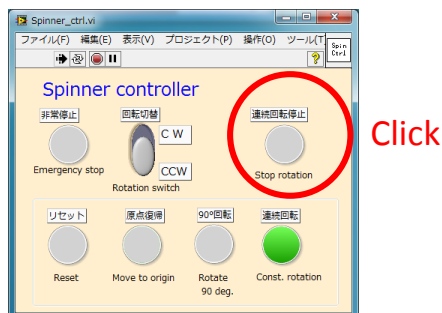 Spinner_ctrl.vi
ファイル(F) 編集(E) 表示(V) プロジェクト(P) 操作(O) ツール(T
Spin
Ctrl
?
Spinner controller
非常停止 回転切替 連続回転停止
C W
CCW
Click
Emergency stop Stop rotation
Rotation switch
リセット 原点復帰 90°回転 連続回転
Reset Move to origin Rotate Const. rotation
90 deg.